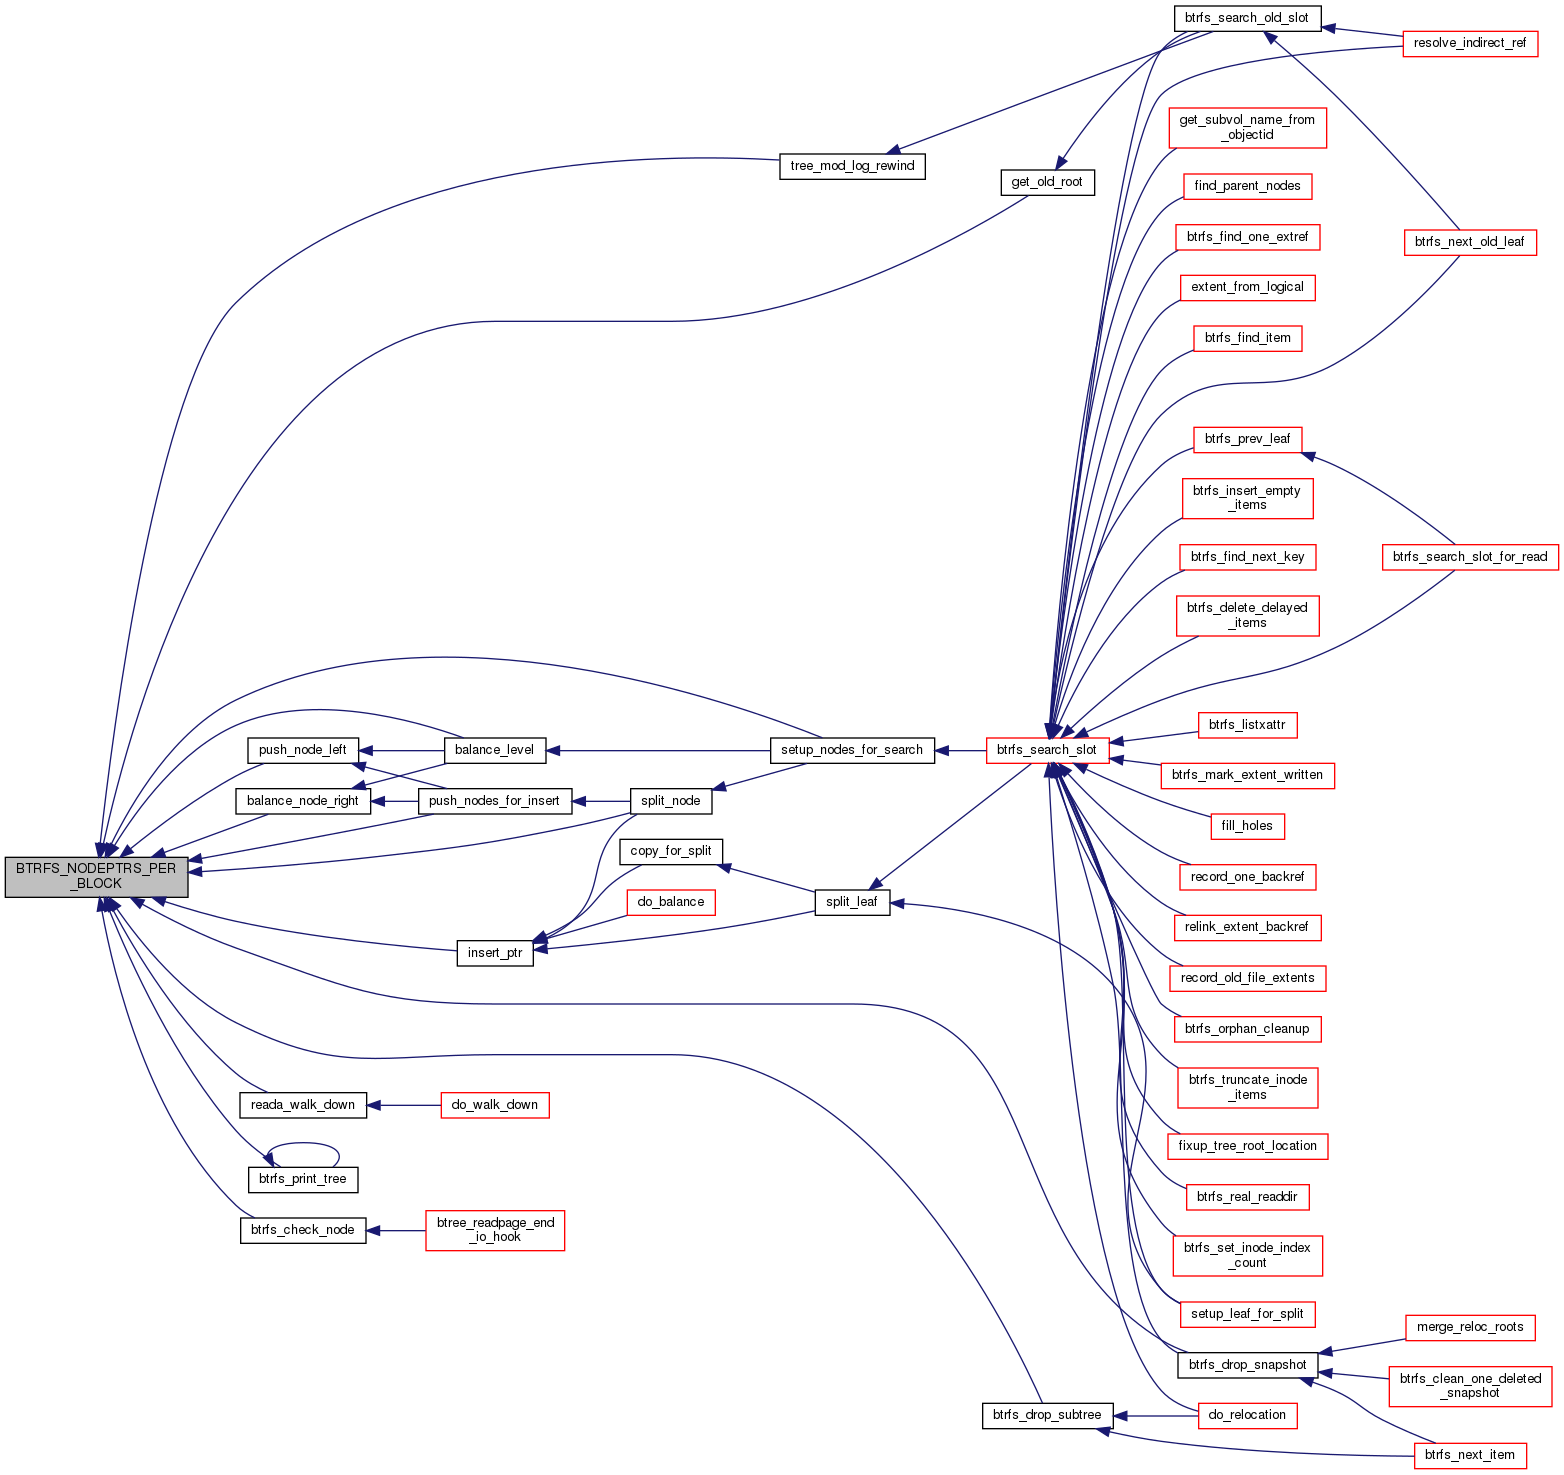 btrfs_search_old_slot
resolve_indirect_ref
get_subvol_name_from
_objectid
tree_mod_log_rewind
get_old_root
find_parent_nodes
btrfs_find_one_extref
btrfs_next_old_leaf
extent_from_logical
btrfs_find_item
btrfs_prev_leaf
btrfs_insert_empty
_items
btrfs_find_next_key
btrfs_search_slot_for_read
btrfs_delete_delayed
_items
btrfs_listxattr
push_node_left
balance_level
setup_nodes_for_search
btrfs_search_slot
btrfs_mark_extent_written
balance_node_right
push_nodes_for_insert
split_node
fill_holes
copy_for_split
BTRFS_NODEPTRS_PER
_BLOCK
record_one_backref
do_balance
split_leaf
relink_extent_backref
insert_ptr
record_old_file_extents
btrfs_orphan_cleanup
btrfs_truncate_inode
_items
reada_walk_down
do_walk_down
fixup_tree_root_location
btrfs_print_tree
btrfs_real_readdir
btrfs_check_node
btree_readpage_end
_io_hook
btrfs_set_inode_index
_count
setup_leaf_for_split
merge_reloc_roots
btrfs_drop_snapshot
btrfs_clean_one_deleted
_snapshot
btrfs_drop_subtree
do_relocation
btrfs_next_item